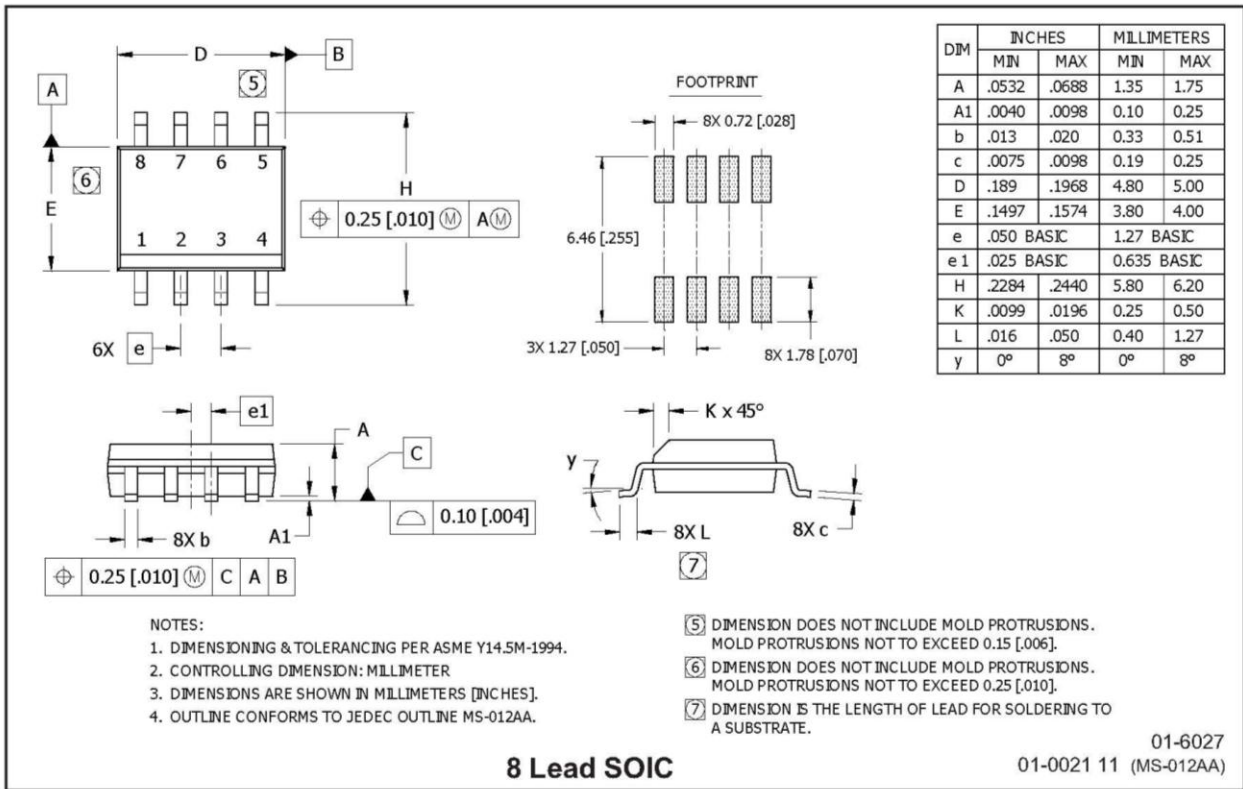 D
B
5
A
8 7 6 5
6
E
H
1 2 3 4
0.25 [.010] Ⓜ A Ⓜ
6X e
FOOTPRINT
8X 0.72 [.028]
6.46 [.255]
3X 1.27 [.050]
8X 1.78 [.070]
DIM INCHES MILLIMETERS
MIN MAX MIN MAX
A .0532 .0688 1.35 1.75
A1 .0040 .0098 0.10 0.25
b .013 .020 0.33 0.51
c .0075 .0098 0.19 0.25
D .189 .1968 4.80 5.00
E .1497 .1574 3.80 4.00
e .050 BASIC 1.27 BASIC
e 1 .025 BASIC 0.635 BASIC
H .2284 .2440 5.80 6.20
K .0099 .0196 0.25 0.50
L .016 .050 0.40 1.27
y 0° 8° 0° 8°
e1
A
C
0.10 [.004]
A1
8X b
0.25 [.010] Ⓜ C A B
K x 45°
y
8X L
8X c
7
NOTES:
1. DIMENSIONING & TOLERANCING PER ASME Y14.5M-1994.
2. CONTROLLING DIMENSION: MILLIMETER
3. DIMENSIONS ARE SHOWN IN MILLIMETERS [INCHES].
4. OUTLINE CONFORMS TO JEDEC OUTLINE MS-012AA.
5 DIMENSION DOES NOT INCLUDE MOLD PROTRUSIONS.
MOLD PROTRUSIONS NOT TO EXCEED 0.15 [.006].
6 DIMENSION DOES NOT INCLUDE MOLD PROTRUSIONS.
MOLD PROTRUSIONS NOT TO EXCEED 0.25 [.010].
7 DIMENSION IS THE LENGTH OF LEAD FOR SOLDERING TO
A SUBSTRATE.
8 Lead SOIC
01-6027
01-0021 11 (MS-012AA)